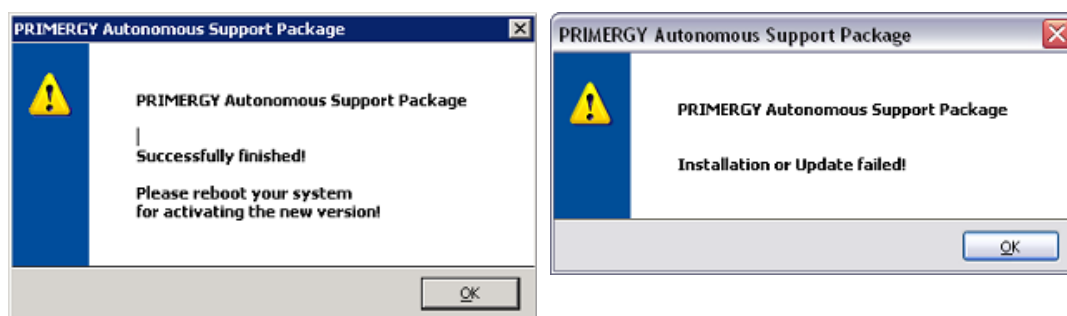 PRIMERGY Autonomous Support Package
PRIMERGY Autonomous Support Package
Successfully finished!
Please reboot your system
for activating the new version!
OK
PRIMERGY Autonomous Support Package
PRIMERGY Autonomous Support Package
Installation or Update failed!
OK